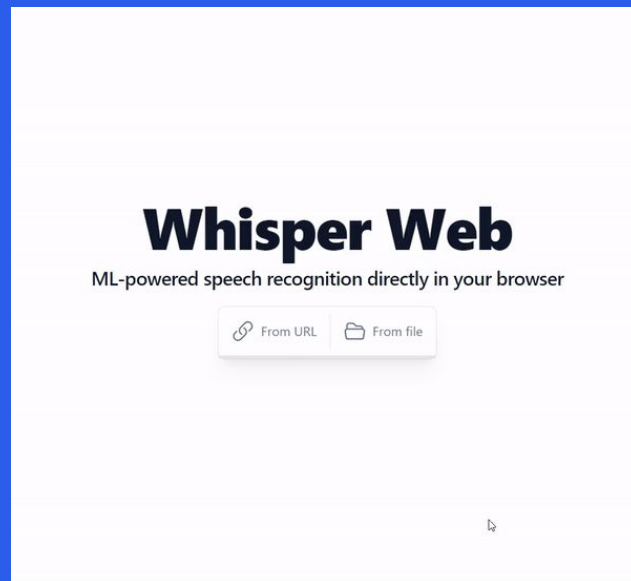 Whisper Web
ML-powered speech recognition directly in your browser
From URL From file